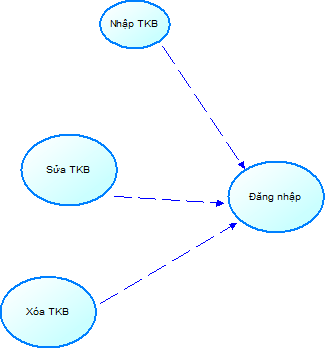 Nhập TKB
Sửa TKB
Đăng nhập
Xóa TKB